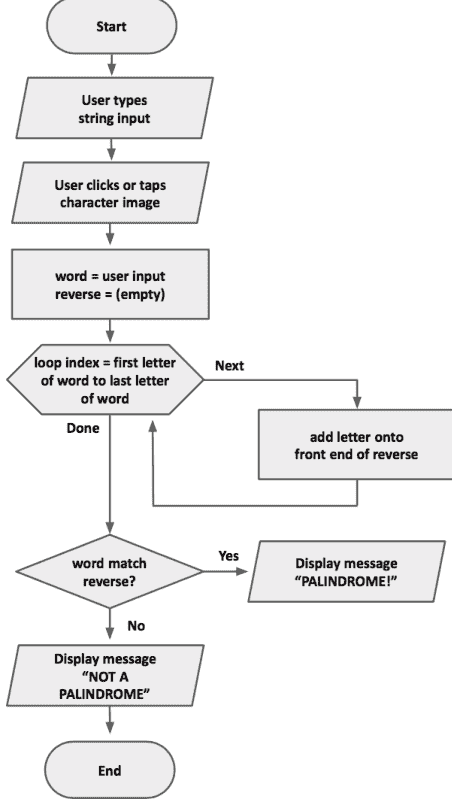 Start
User types
string input
User clicks or taps
character image
word = user input
reverse = (empty)
loop index = first letter
of word to last letter
of word
Next
add letter onto
front end of reverse
Done
word match
reverse?
Yes
Display message
“PALINDROME!”
No
Display message
“NOT A
PALINDROME”
End